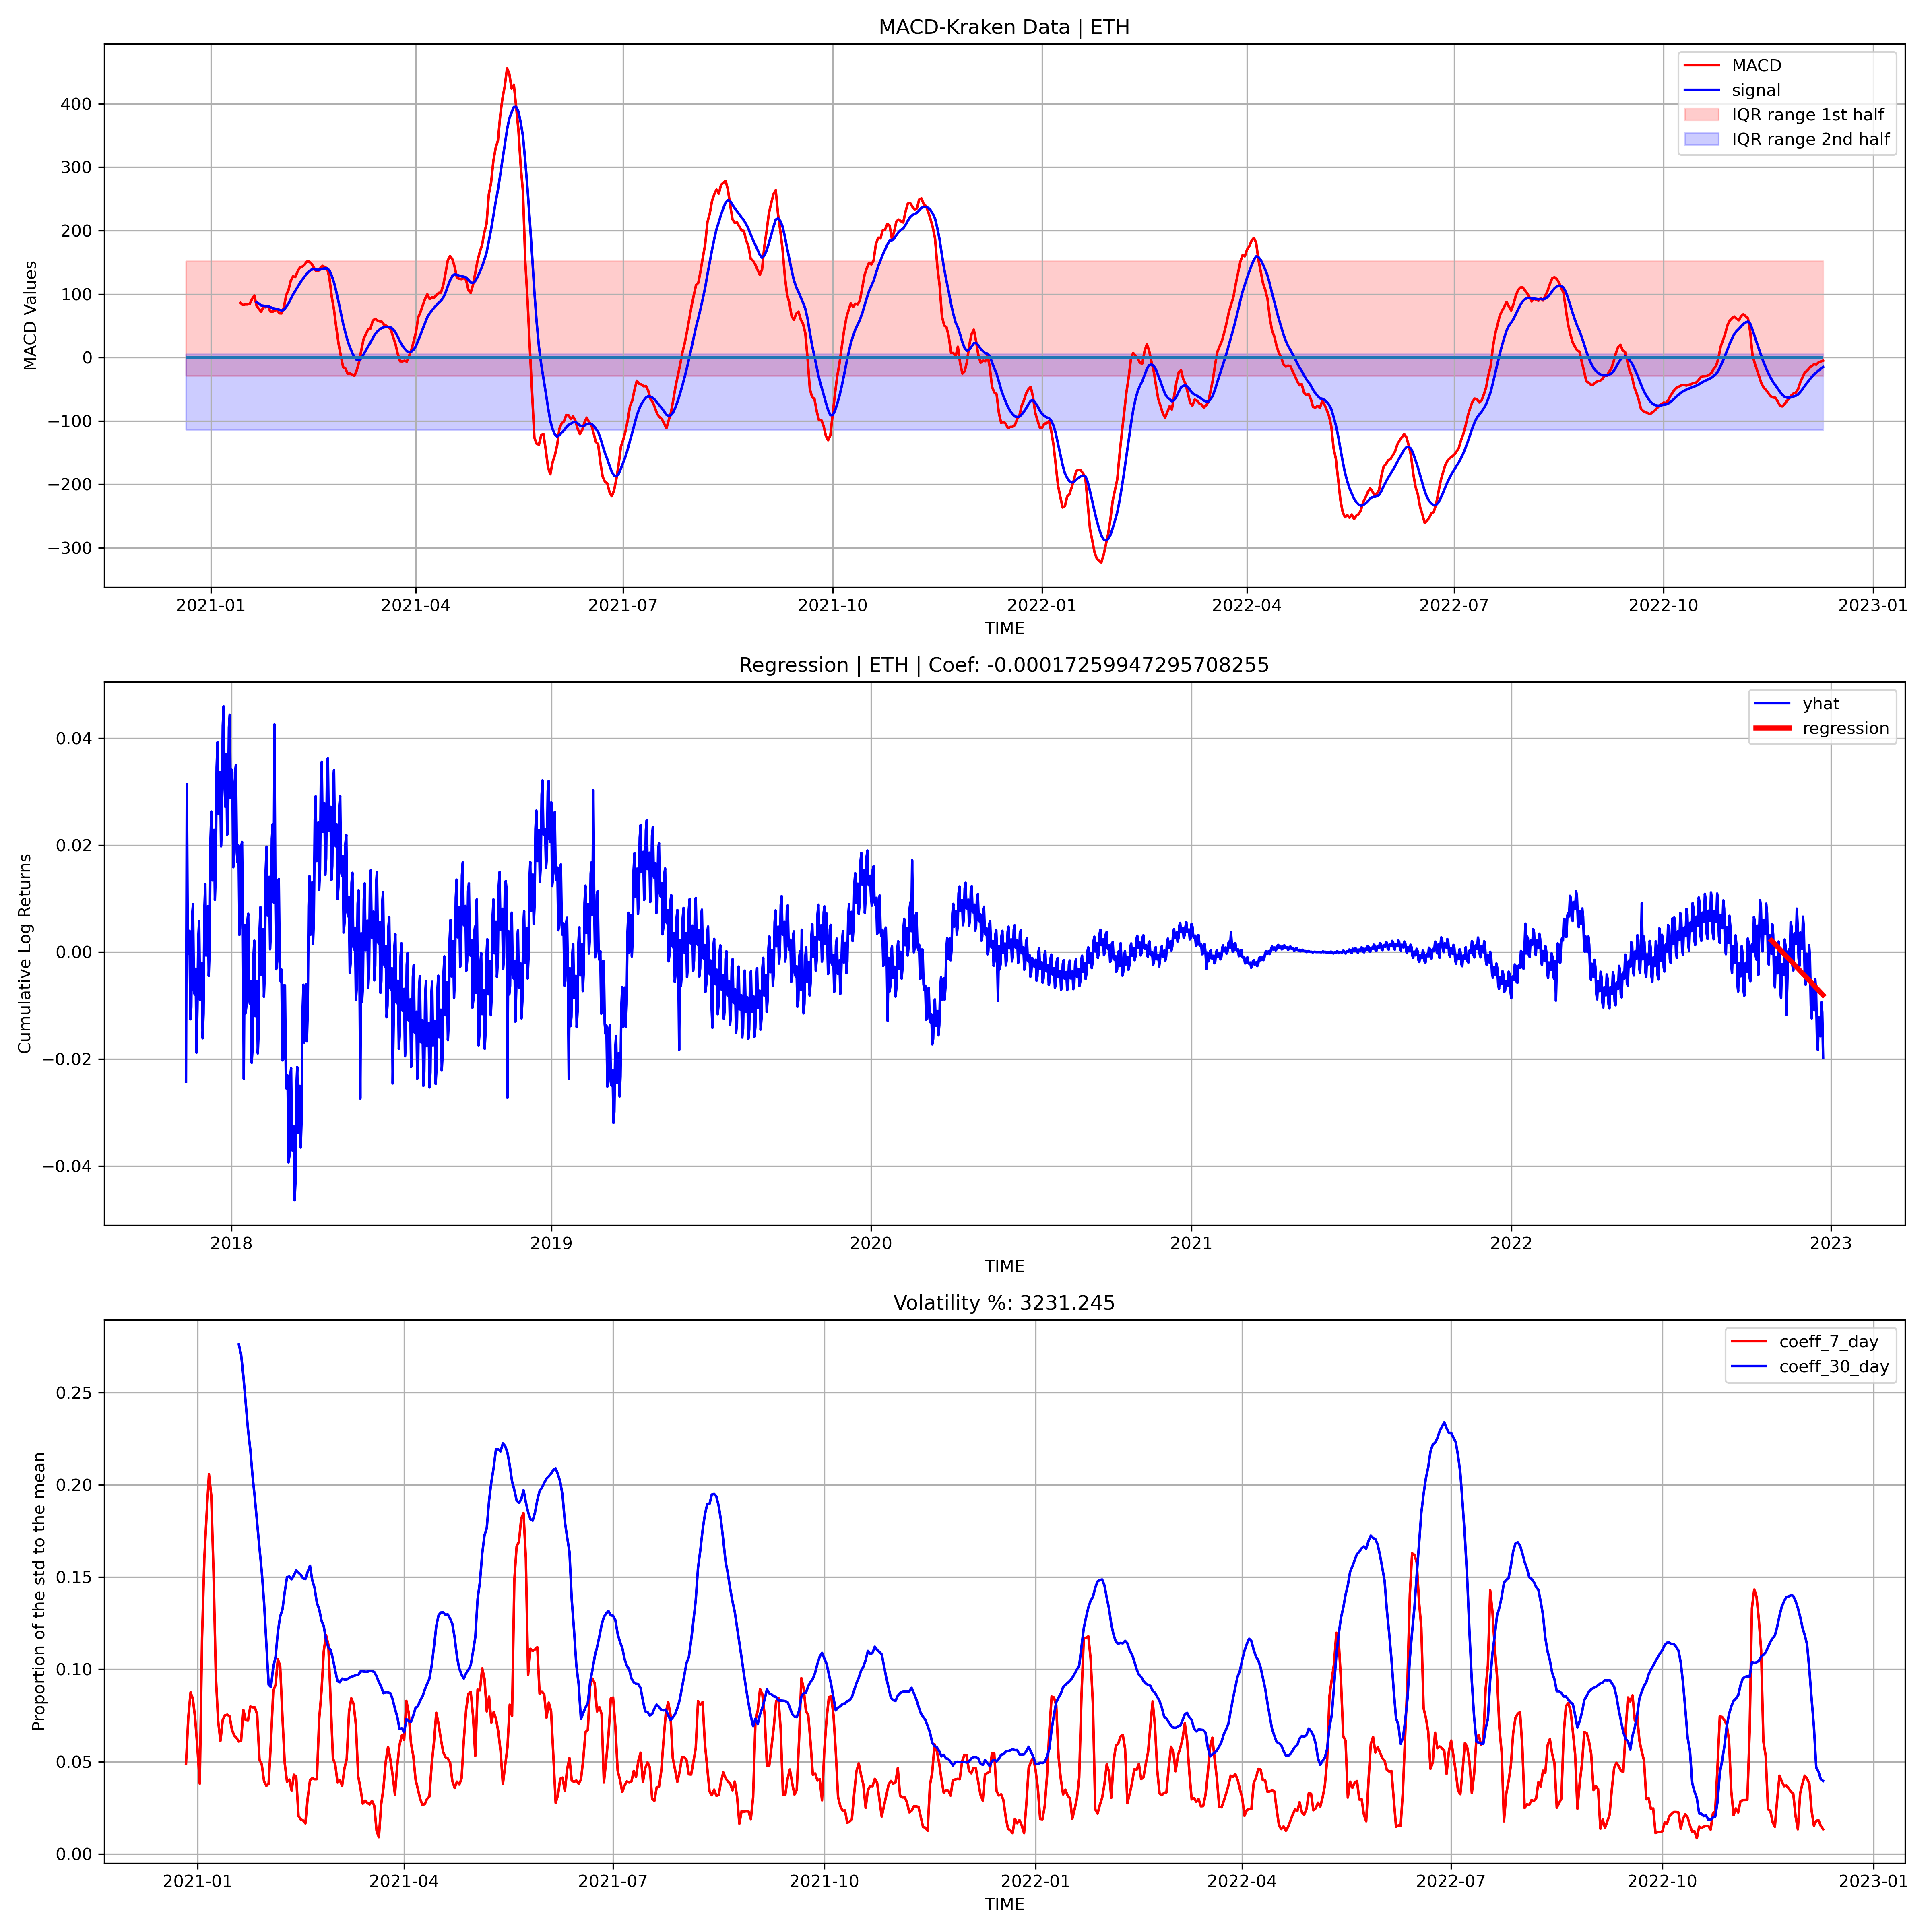 MACD-Kraken Data | ETH
MACD Values
400
300
200
100
0
−100
−200
−300
MACD
signal
IQR range 1st half
IQR range 2nd half
2021-01 2021-04 2021-07 2021-10 2022-01 2022-04 2022-07 2022-10 2023-01
TIME
Regression | ETH | Coef: -0.00017259947295708255
Cumulative Log Returns
0.04
0.02
0.00
−0.02
−0.04
yhat
regression
2018 2019 2020 2021 2022 2023
TIME
Volatility %: 3231.245
Proportion of the std to the mean
0.25
0.20
0.15
0.10
0.05
0.00
coeff_7_day
coeff_30_day
2021-01 2021-04 2021-07 2021-10 2022-01 2022-04 2022-07 2022-10 2023-01
TIME